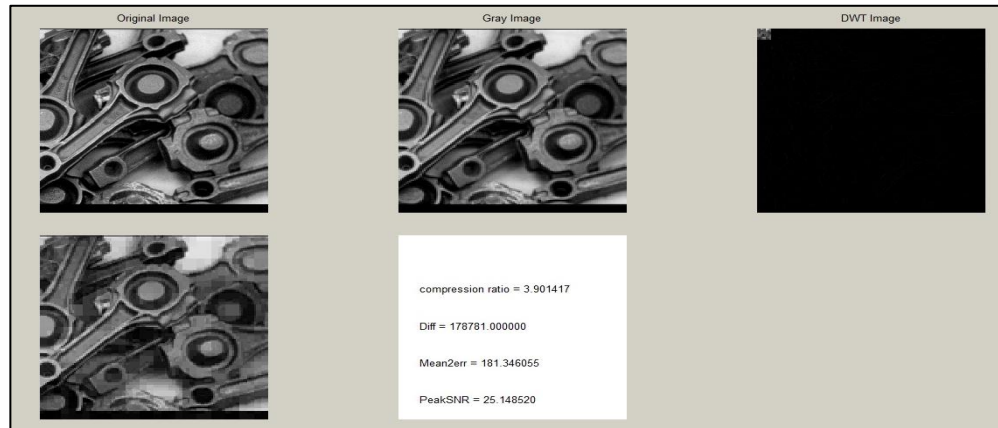 Original Image
Gray Image
DWT Image
compression ratio = 3.901417
Diff = 178781.000000
Mean2err = 181.346055
PeakSNR = 25.148520